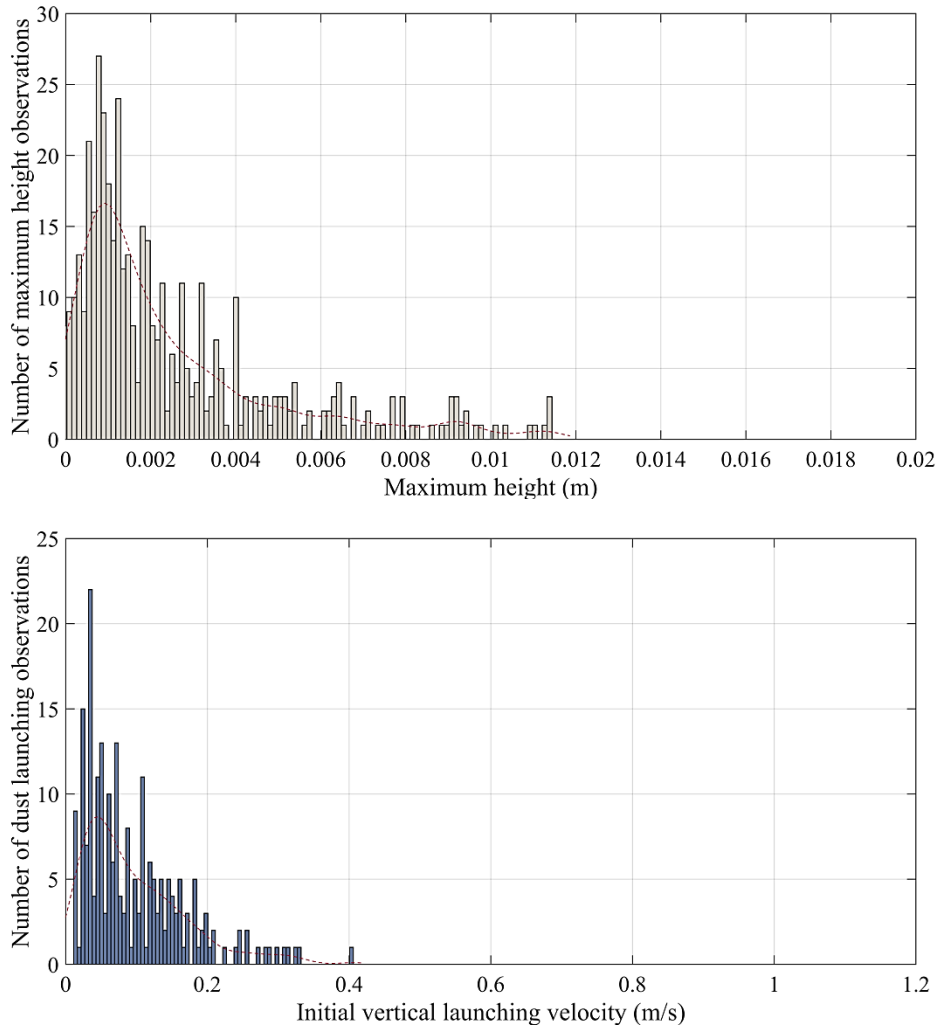 Number of maximum height observations
30
25
20
15
10
5
0
0 0.002 0.004 0.006 0.008 0.01 0.012 0.014 0.016 0.018 0.02
Maximum height (m)
Number of dust launching observations
25
20
15
10
5
0
0 0.2 0.4 0.6 0.8 1 1.2
Initial vertical launching velocity (m/s)